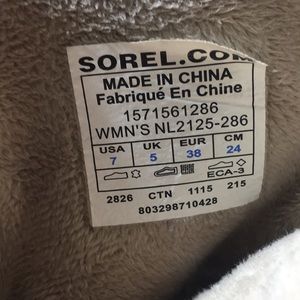 SOREL.COM
MADE IN CHINA
Fabriqué En Chine
1571561286
WMN'S NL2125-286
USA UK EUR CM
7 5 38 24
ECA-3
2826 CTN 1115 215
803298710428